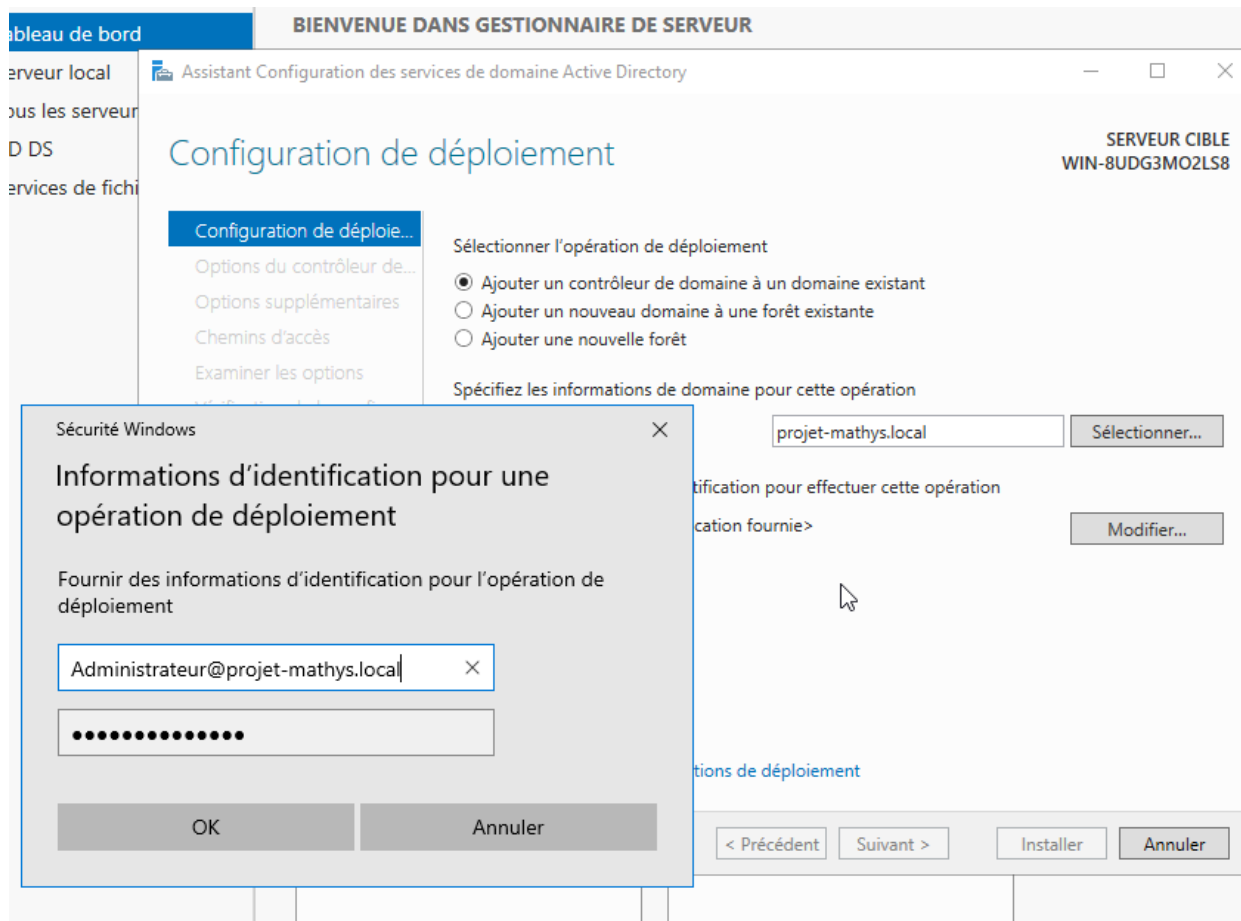 ableau de bord
BIENVENUE DANS GESTIONNAIRE DE SERVEUR
erveur local
ous les serveur
D DS
ervices de fichi
Assistant Configuration des services de domaine Active Directory
Configuration de déploiement
SERVEUR CIBLE
WIN-8UDG3MO2LS8
Configuration de déploie...
Options du contrôleur de...
Options supplémentaires
Chemins d'accès
Examiner les options
Sélectionner l'opération de déploiement
Ajouter un contrôleur de domaine à un domaine existant
Ajouter un nouveau domaine à une forêt existante
Ajouter une nouvelle forêt
Spécifiez les informations de domaine pour cette opération
projet-mathys.local
Sélectionner...
tification pour effectuer cette opération
cation fournie>
Modifier...
tions de déploiement
< Précédent
Suivant >
Installer
Annuler
Sécurité Windows
Informations d'identification pour une
opération de déploiement
Fournir des informations d'identification pour l'opération de
déploiement
Administrateur@projet-mathys.local
OK
Annuler